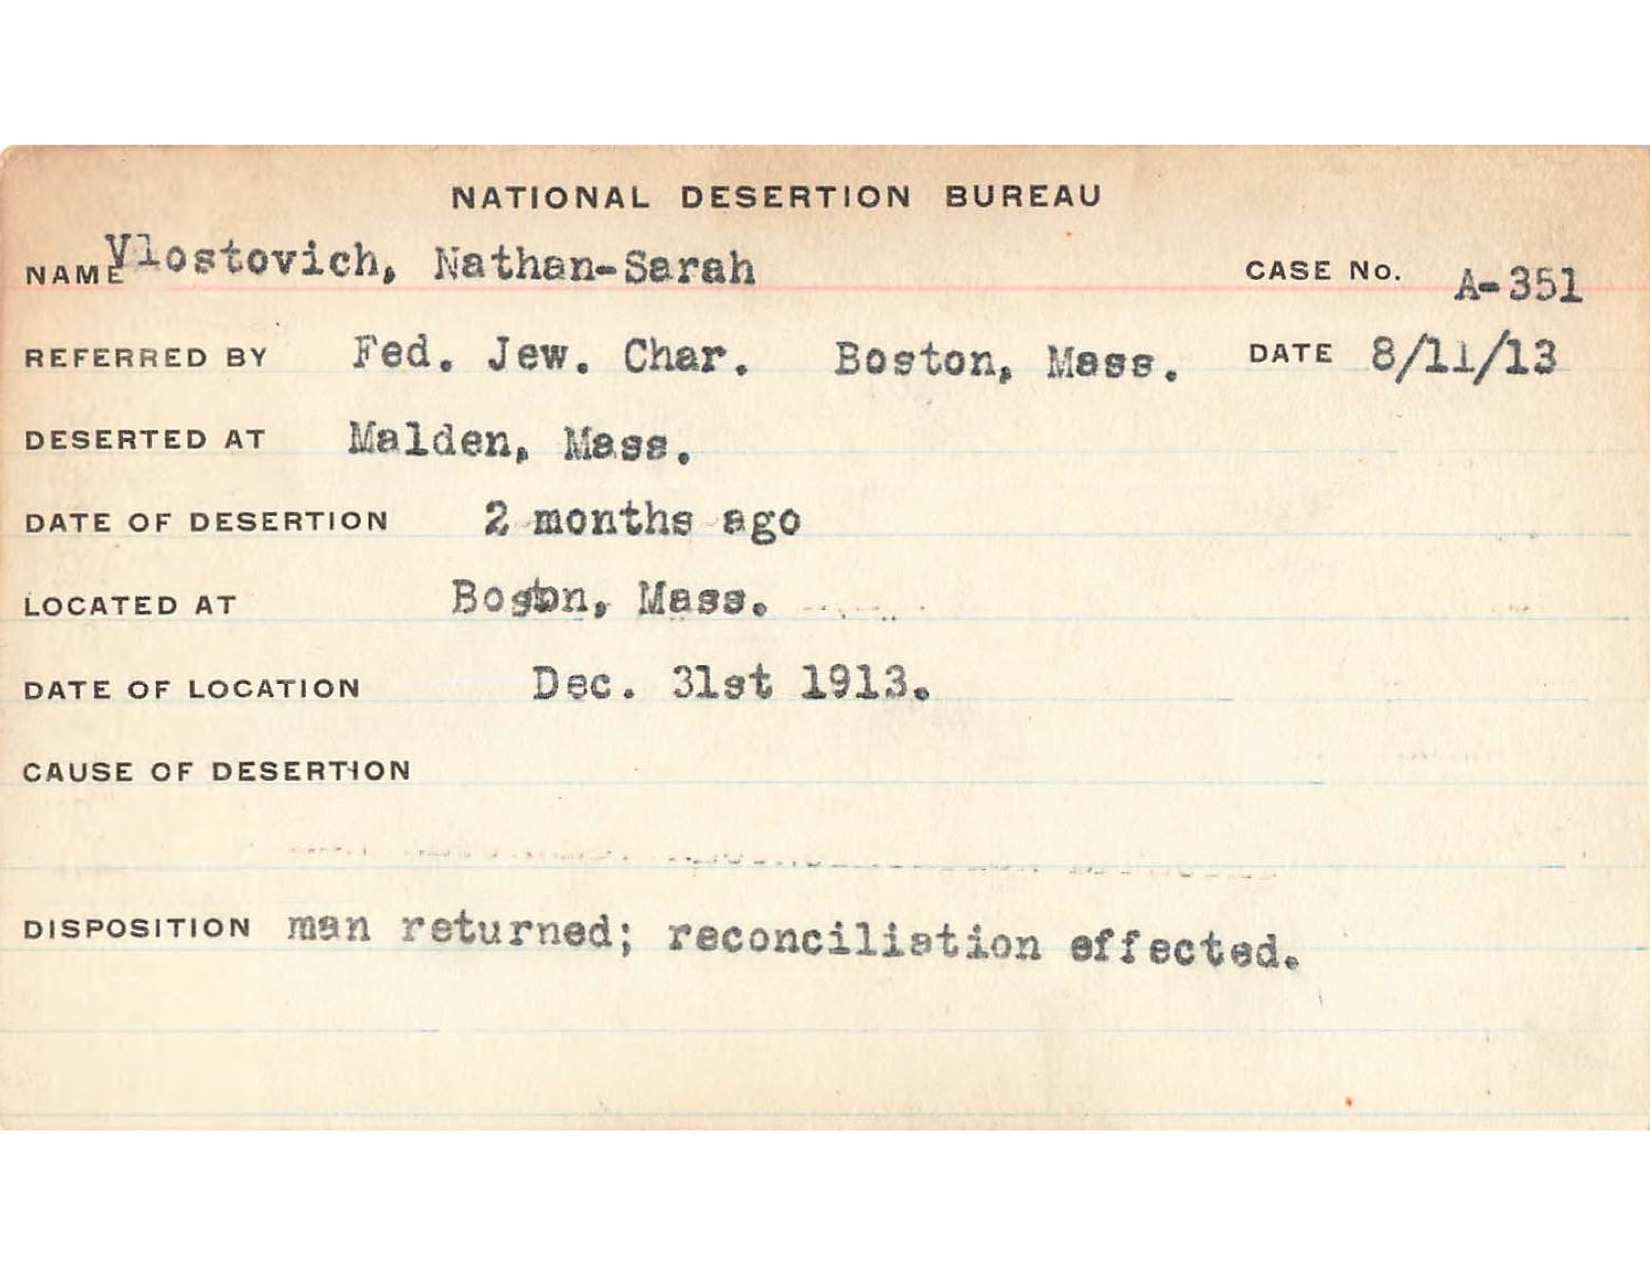 NATIONAL DESERTION BUREAU
NAME Vlostovich, Nathan-Sarah CASE No. A-351
REFERRED BY Fed. Jew. Char. Boston, Mass. DATE 8/11/13
DESERTED AT Malden, Mass.
DATE OF DESERTION 2 months ago
LOCATED AT Boston, Mass.
DATE OF LOCATION Dec. 31st 1913.
CAUSE OF DESERTION
DISPOSITION man returned; reconciliation effected.